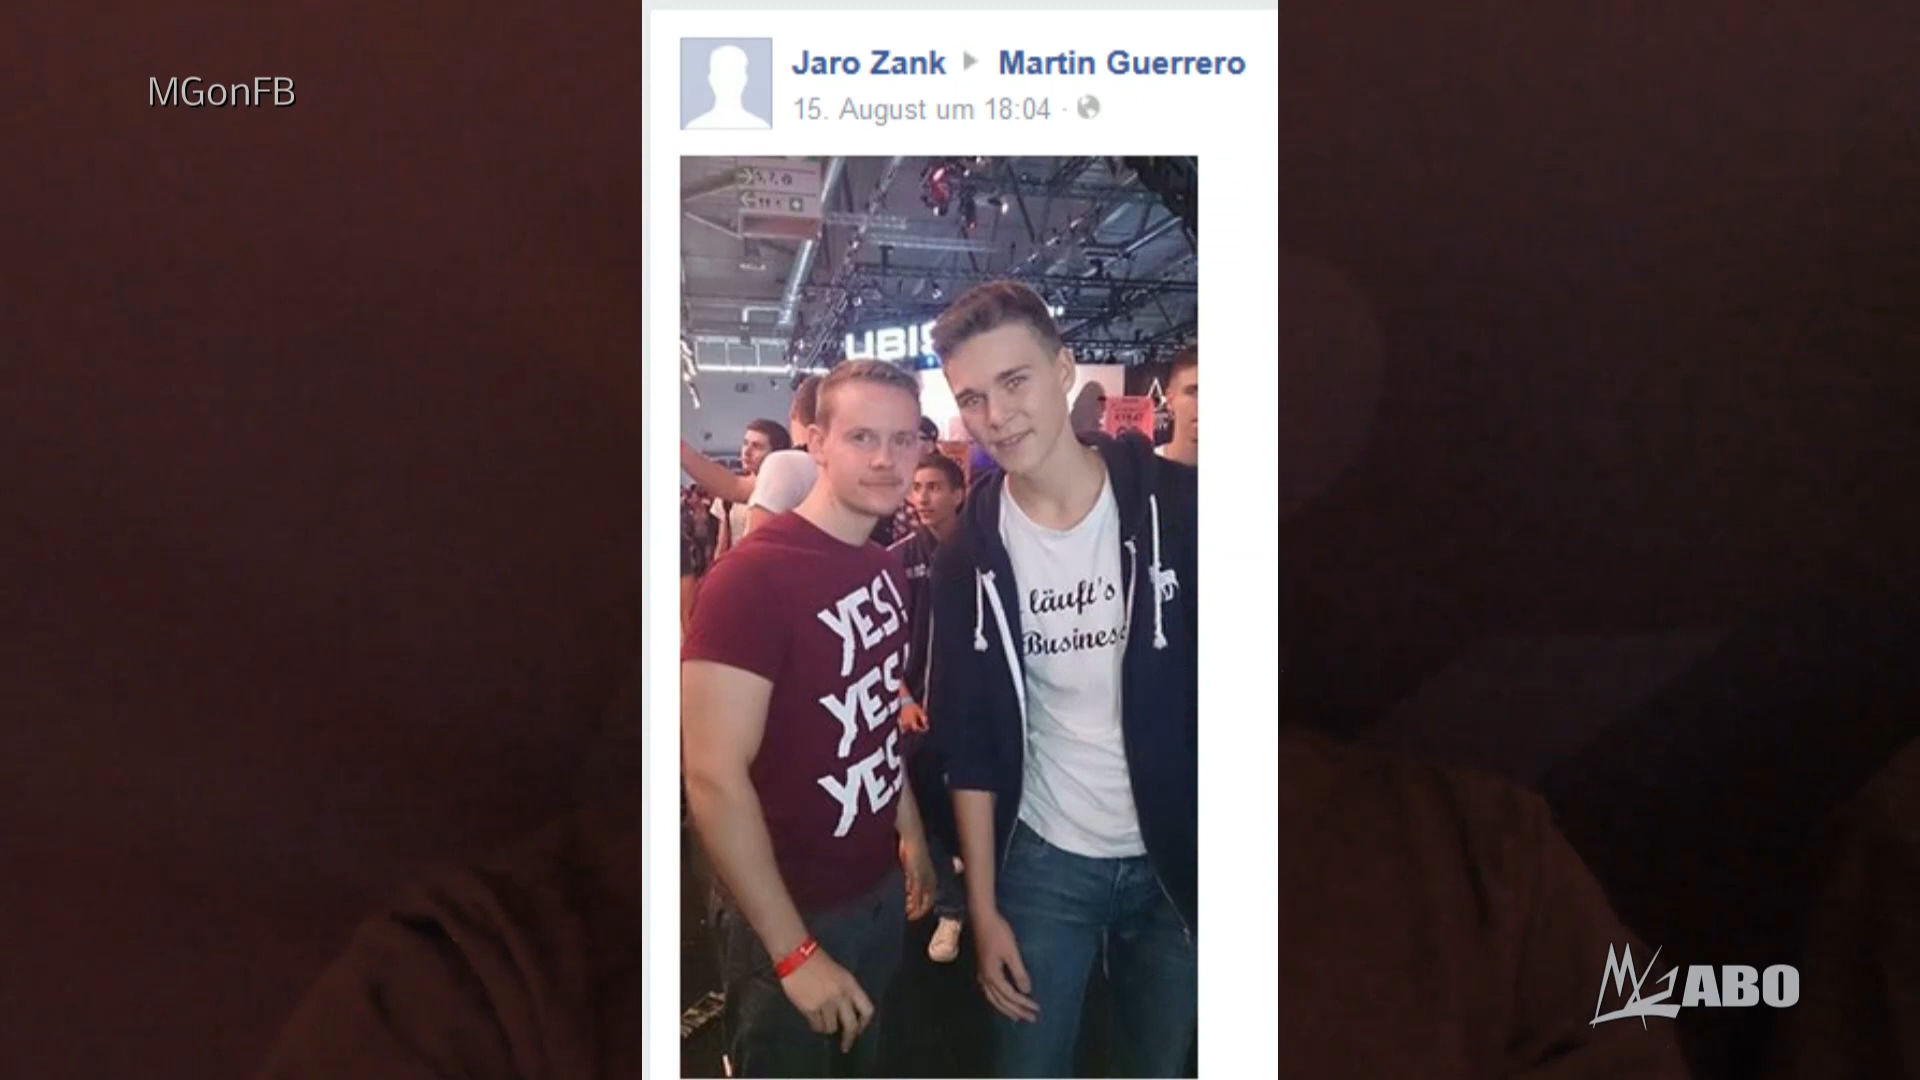 MGonFB
Jaro Zank ▶ Martin Guerrero
15. August um 18:04 ·
UBIS
YES!
YES!
YES
läuft's
Business
ABO